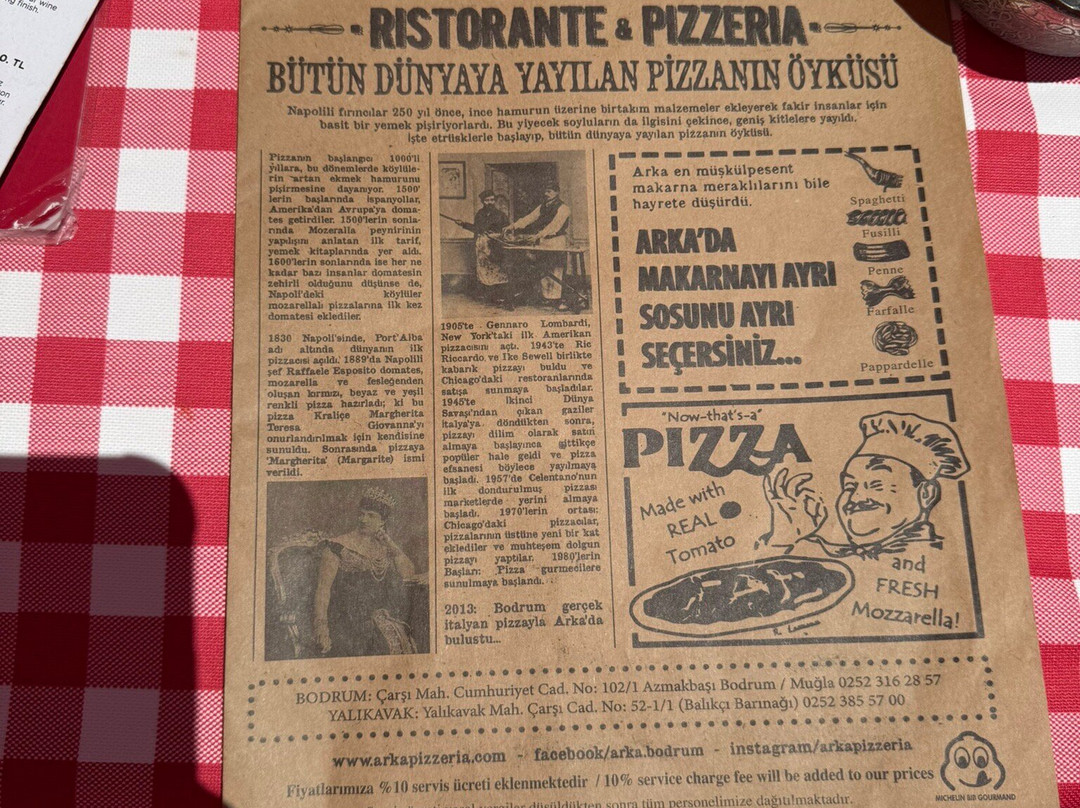 wine
ng finish.
0. TL
RISTORANTE & PIZZERIA
BÜTÜN DÜNYAYA YAYILAN PİZZANIN ÖYKÜSÜ
Napolili fırıncılar 250 yıl önce, ince hamurun üzerine birtakım malzemeler ekleyerek fakir insanlar için
basit bir yemek pişiriyorlardı. Bu yiyecek soyluların da ilgisini çekince, geniş kitlelere yayıldı.
İşte etrüsklerle başlayıp, bütün dünyaya yayılan pizzanın öyküsü.
Pizzanın başlangıcı 1000'li
yıllara, bu dönemlerde köylüle-
rin artan ekmek hamurunu
pişirmesine dayanıyor. 1500'
lerin başlarında İspanyollar,
Amerika'dan Avrupa'ya doma-
tes getirdiler. 1500'lerin sonla-
rında Mozeralla peynirinin
yapılışını anlatan ilk tarif,
yemek kitaplarında yer aldı.
1600'lerin sonlarında ise her ne
kadar bazı insanlar domatesin
zehirli olduğunu düşünse de,
Napoli'deki köylüler
mozarellalı pizzalarına ilk kez
domatesi eklediler.
1830 Napoli'sinde, Port'Alba
adı altında dünyanın ilk
pizzacısı açıldı. 1889'da Napolili
şef Raffaele Esposito domates,
mozarella ve fesleğenden
oluşan kırmızı, beyaz ve yeşil
renkli pizza hazırladı; ki bu
pizza Kraliçe Margherita
Teresa Giovanna'yı
onurlandırılmak için kendisine
sunuldu. Sonrasında pizzaya
'Margherita' (Margarite) ismi
verildi.
1905'te Gennaro Lombardi,
New York'taki ilk Amerikan
pizzacısını açtı. 1943'te Ric
Riccardo ve Ike Sewell birlikte
kabarık pizzayı buldu ve
Chicago'daki restoranlarında
satışa sunmaya başladılar.
1945'te İkinci Dünya
Savaşı'ndan çıkan gaziler
İtalya'ya döndükten sonra,
pizzayı dilim olarak satın
almaya başlayınca gittikçe
popüler hale geldi ve pizza
efsanesi böylece yayılmaya
başladı. 1957'de Celentano'nun
ilk dondurulmuş pizzası
marketlerde yerini almaya
başladı. 1970'lerin ortası:
Chicago'daki pizzacılar,
pizzalarının üstüne yeni bir kat
eklediler ve muhteşem dolgun
pizzayı yaptılar. 1980'lerin
Başları: Pizza gurmecilere
sunulmaya başlandı.
2013: Bodrum gerçek
italyan pizzayla Arka'da
buluştu...
Arka en müşkülpesent
makarna meraklılarını bile
hayrete düşürdü.
ARKA'DA
MAKARNAYI AYRI
SOSUNU AYRI
SEÇERSİNİZ...
Spaghetti
Fusilli
Penne
Farfalle
Pappardelle
"Now-that's-a"
PIZZA
Made with
REAL
Tomato
and
FRESH
Mozzarella!
BODRUM: Çarşı Mah. Cumhuriyet Cad. No: 102/1 Azmakbaşı Bodrum / Muğla 0252 316 28 57
YALIKAVAK: Yalıkavak Mah. Çarşı Cad. No: 52-1/1 (Balıkçı Barınağı) 0252 385 57 00
www.arkapizzeria.com - facebook/arka.bodrum - instagram/arkapizzeria
Fiyatlarımıza %10 servis ücreti eklenmektedir / 10% service charge fee will be added to our prices
MICHELIN BIB GOURMAND
düşüldükten sonra tüm personelimize dağıtılmaktadır.